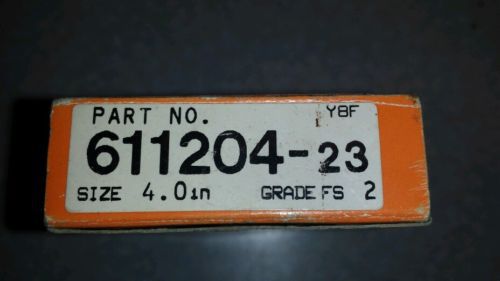 PART NO. YBF
611204-23
SIZE 4.0in GRADE FS 2